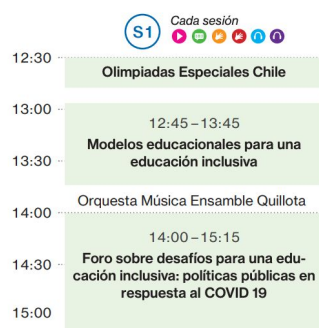 S1
Cada sesión
12:30
Olimpiadas Especiales Chile
13:00
12:45 – 13:45
Modelos educacionales para una
educación inclusiva
13:30
Orquesta Música Ensamble Quillota
14:00
14:00 – 15:15
Foro sobre desafíos para una edu-
14:30
cación inclusiva: políticas públicas en
respuesta al COVID 19
15:00